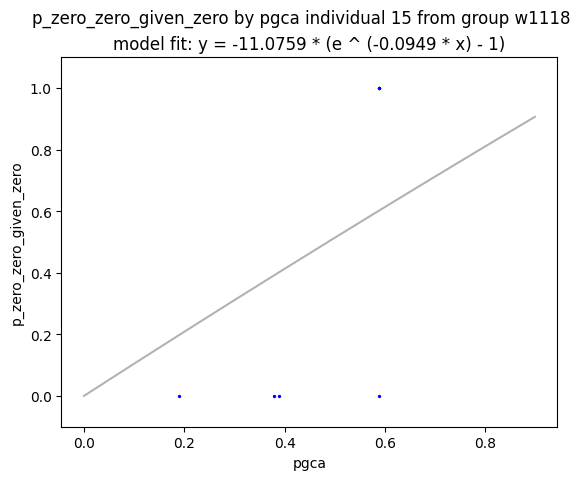 p_zero_zero_given_zero by pgca individual 15 from group w1118
model fit: y = -11.0759 * (e ^ (-0.0949 * x) - 1)
1.0
0.8
0.6
0.4
0.2
0.0
p_zero_zero_given_zero
0.0 0.2 0.4 0.6 0.8
pgca